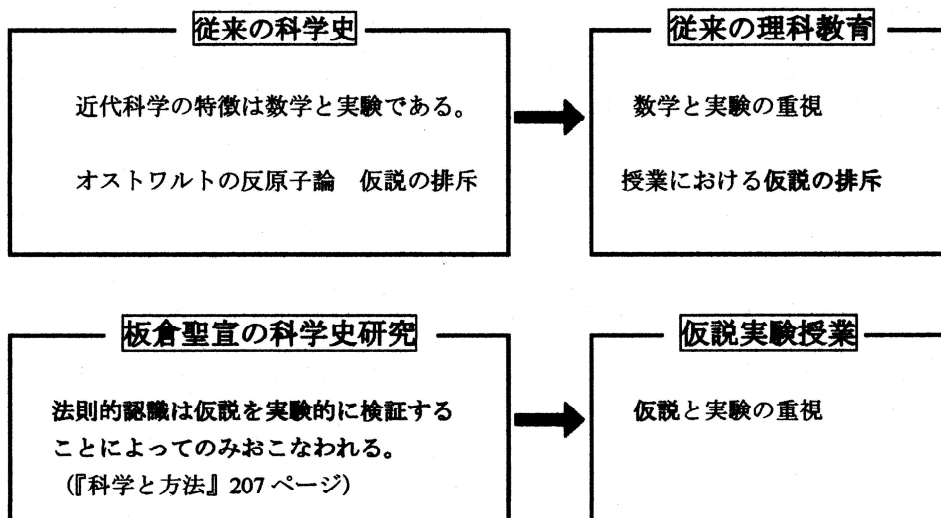 従来の科学史
近代科学の特徴は数学と実験である。
オストワルトの反原子論　仮説の排斥
従来の理科教育
数学と実験の重視
授業における仮説の排斥
板倉聖宣の科学史研究
法則的認識は仮説を実験的に検証する
ことによってのみおこなわれる。
（『科学と方法』207 ページ）
仮説実験授業
仮説と実験の重視